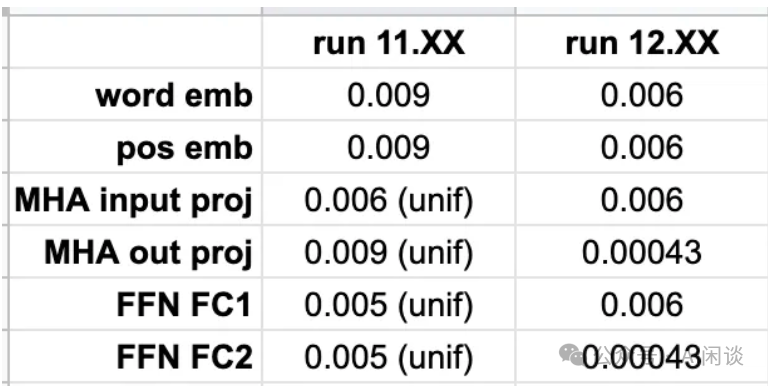 run 11.XX run 12.XX
word emb 0.009 0.006
pos emb 0.009 0.006
MHA input proj 0.006 (unif) 0.006
MHA out proj 0.009 (unif) 0.00043
FFN FC1 0.005 (unif) 0.006
FFN FC2 0.005 (unif) 0.00043
公众号 AI闲谈